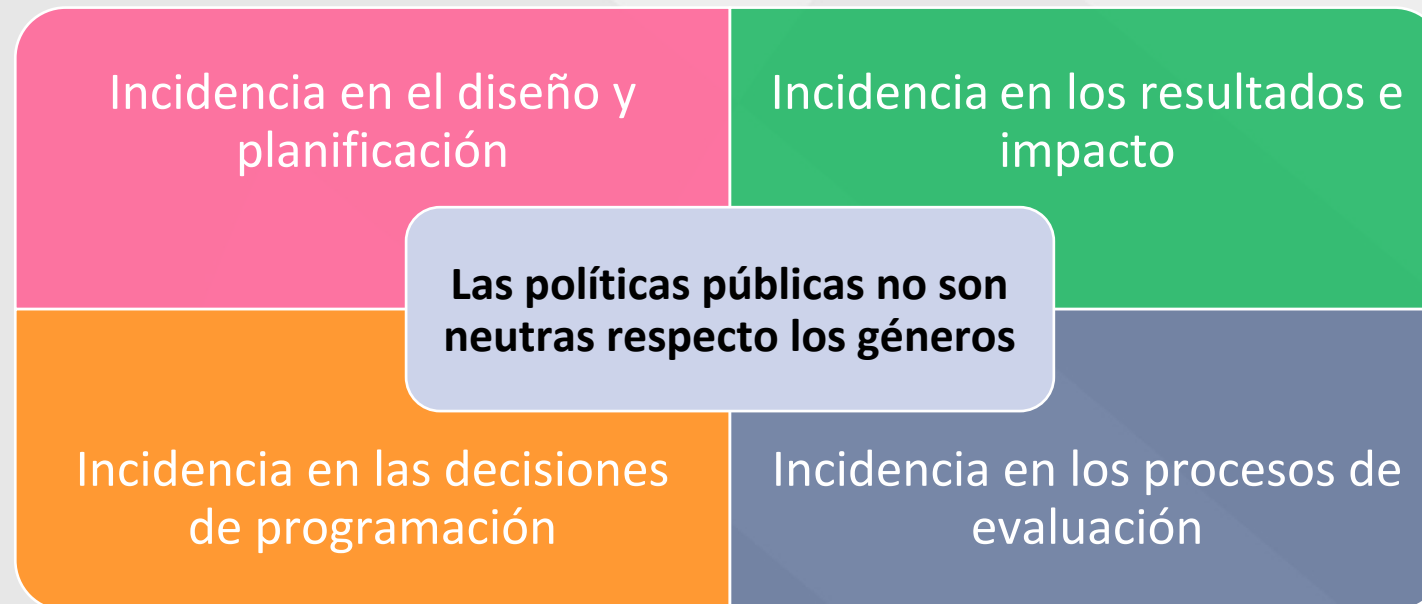 Incidencia en el diseño y
planificación
Incidencia en los resultados e
impacto
Las políticas públicas no son
neutras respecto los géneros
Incidencia en las decisiones
de programación
Incidencia en los procesos de
evaluación